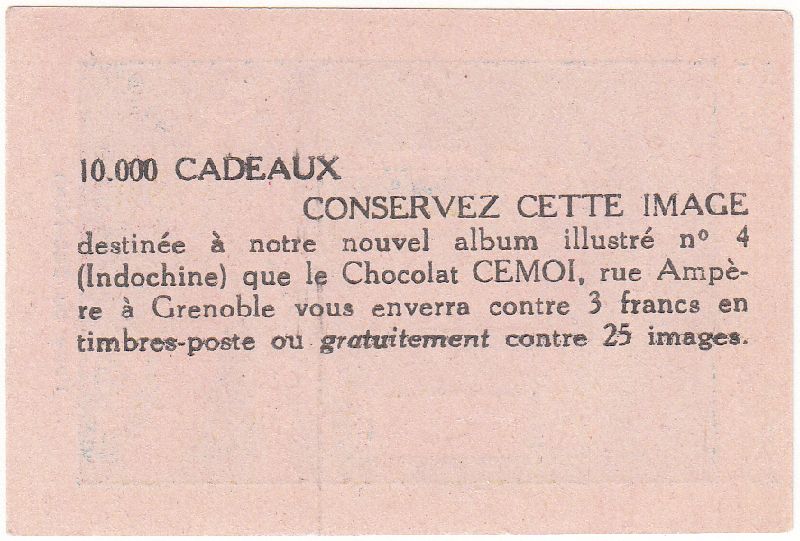 10.000 CADEAUX
CONSERVEZ CETTE IMAGE
destinée à notre nouvel album illustré nº 4
(Indochine) que le Chocolat CEMOI, rue Ampè-
re à Grenoble vous enverra contre 3 francs en
timbres-poste ou gratuitement contre 25 images.